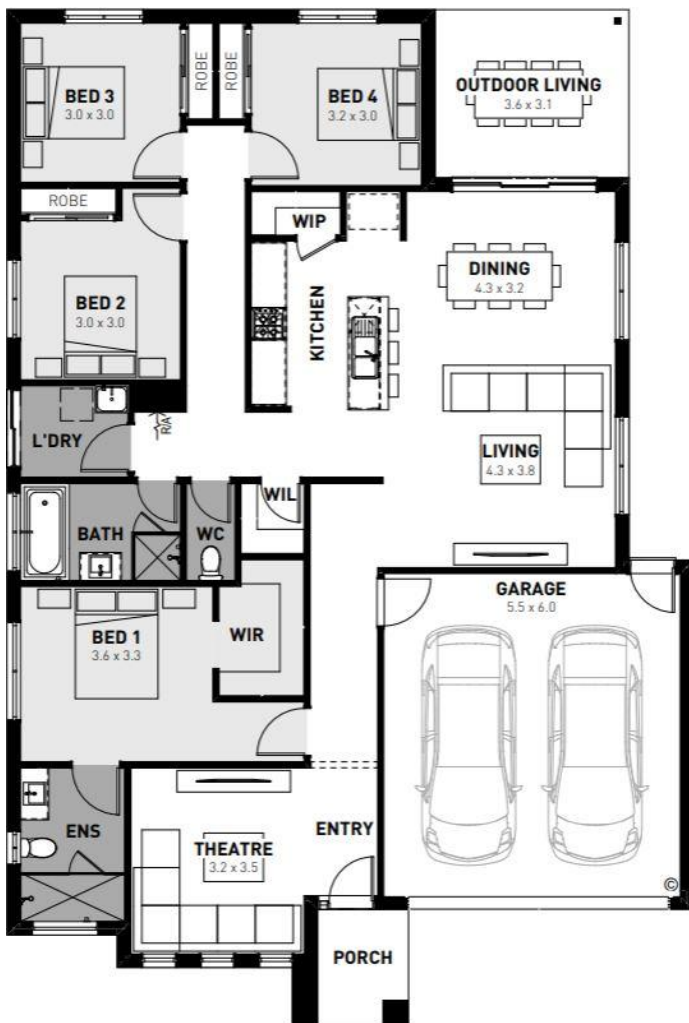 BED 3
3.0 x 3.0
ROBE
ROBE
BED 4
3.2 x 3.0
OUTDOOR LIVING
3.6 x 3.1
ROBE
WIP
DINING
4.3 x 3.2
BED 2
3.0 x 3.0
KITCHEN
L'DRY
R/A
LIVING
4.3 x 3.8
WIL
BATH
WC
GARAGE
5.5 x 6.0
BED 1
3.6 x 3.3
WIR
ENS
THEATRE
3.2 x 3.5
ENTRY
©
PORCH